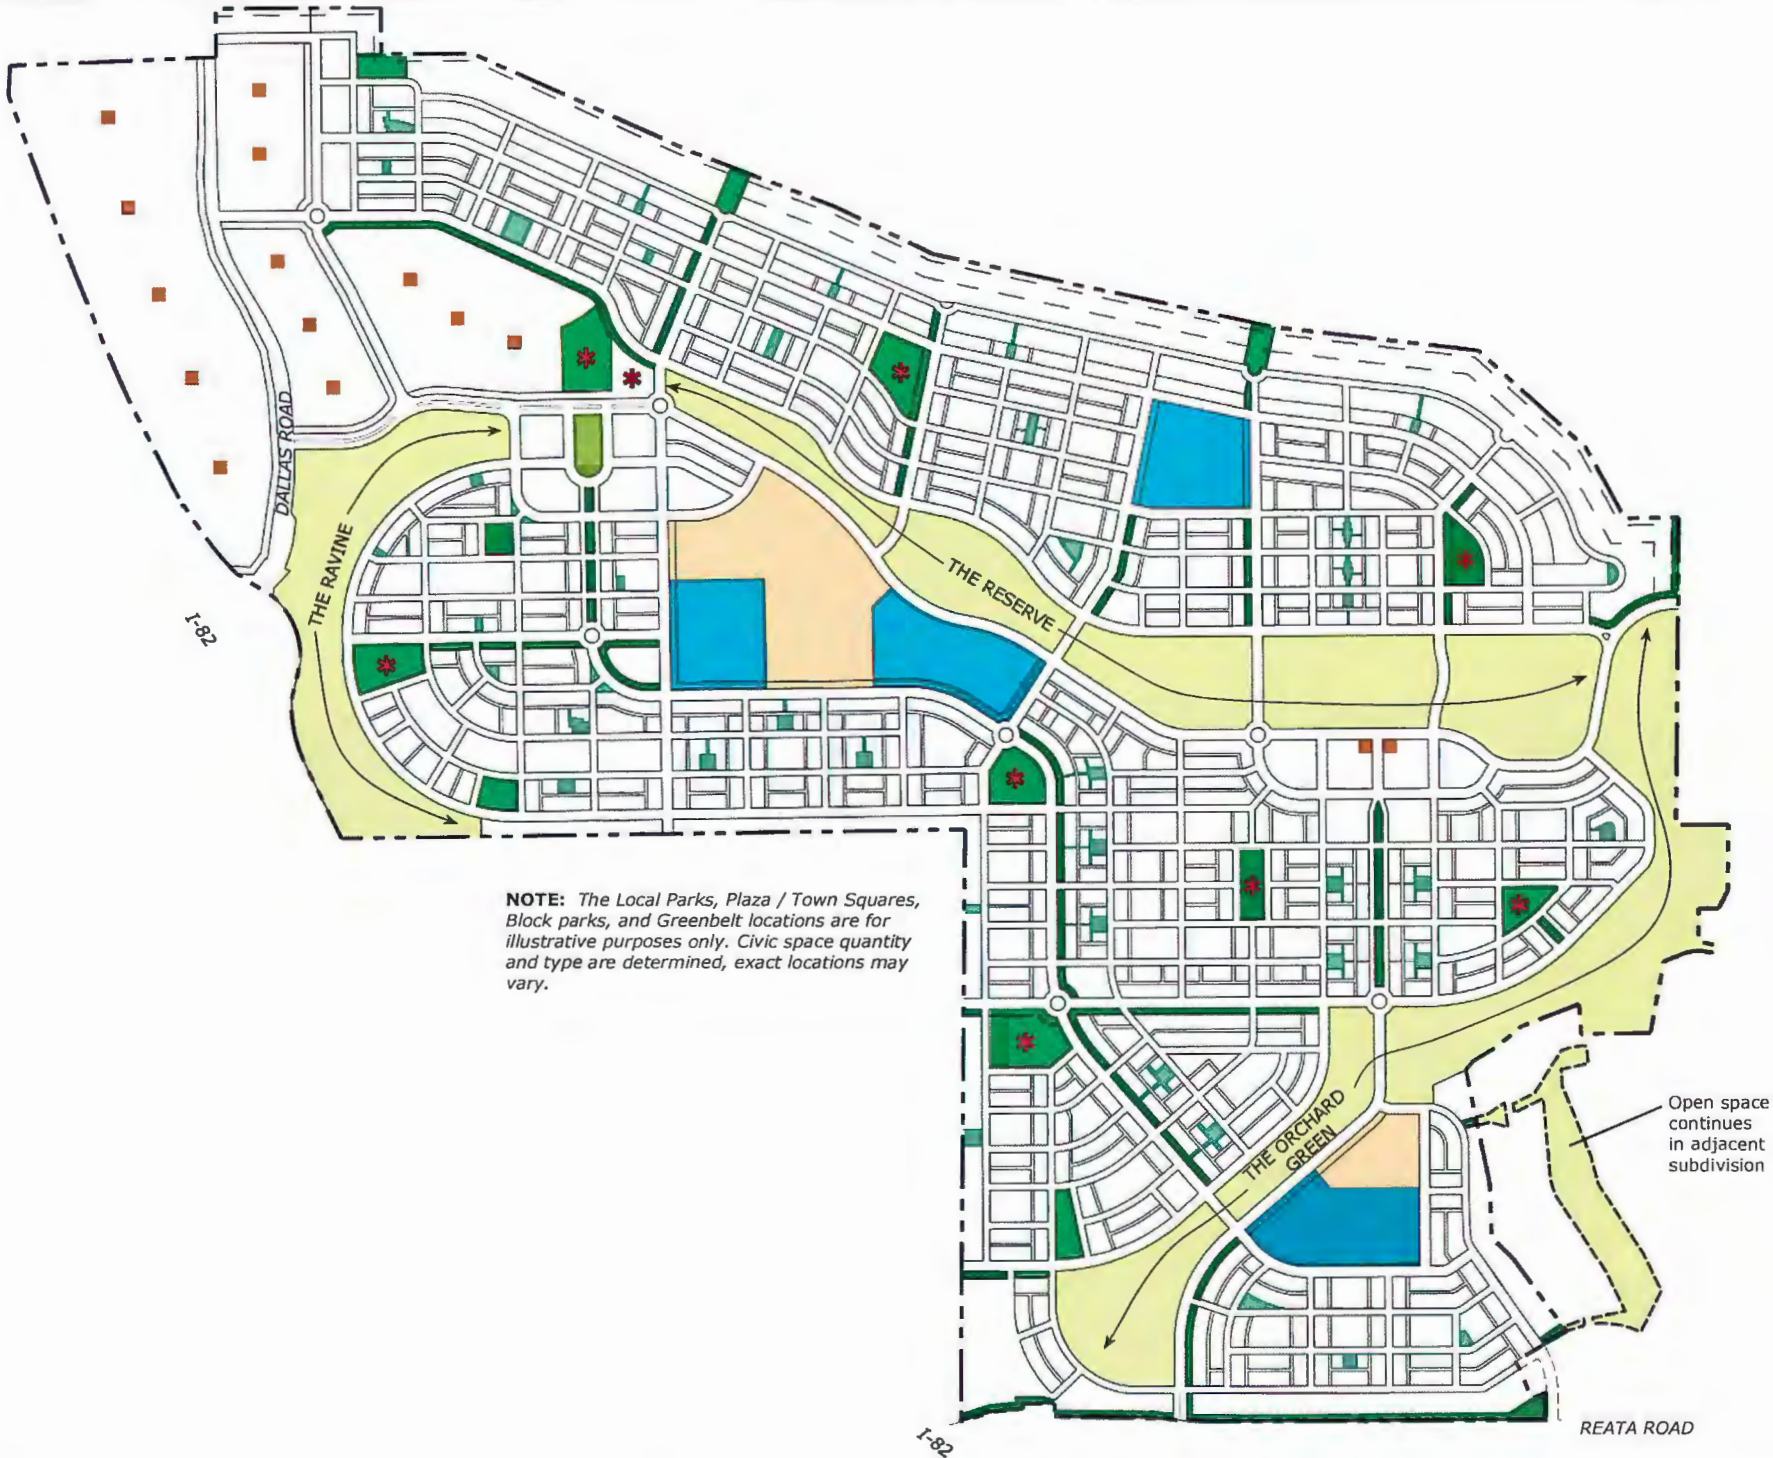 DALLAS ROAD
THE RAVINE
I-82
THE RESERVE
NOTE: The Local Parks, Plaza / Town Squares,
Block parks, and Greenbelt locations are for
illustrative purposes only. Civic space quantity
and type are determined, exact locations may
vary.
THE ORCHARD
GREEN
Open space
continues
in adjacent
subdivision
I-82
REATA ROAD